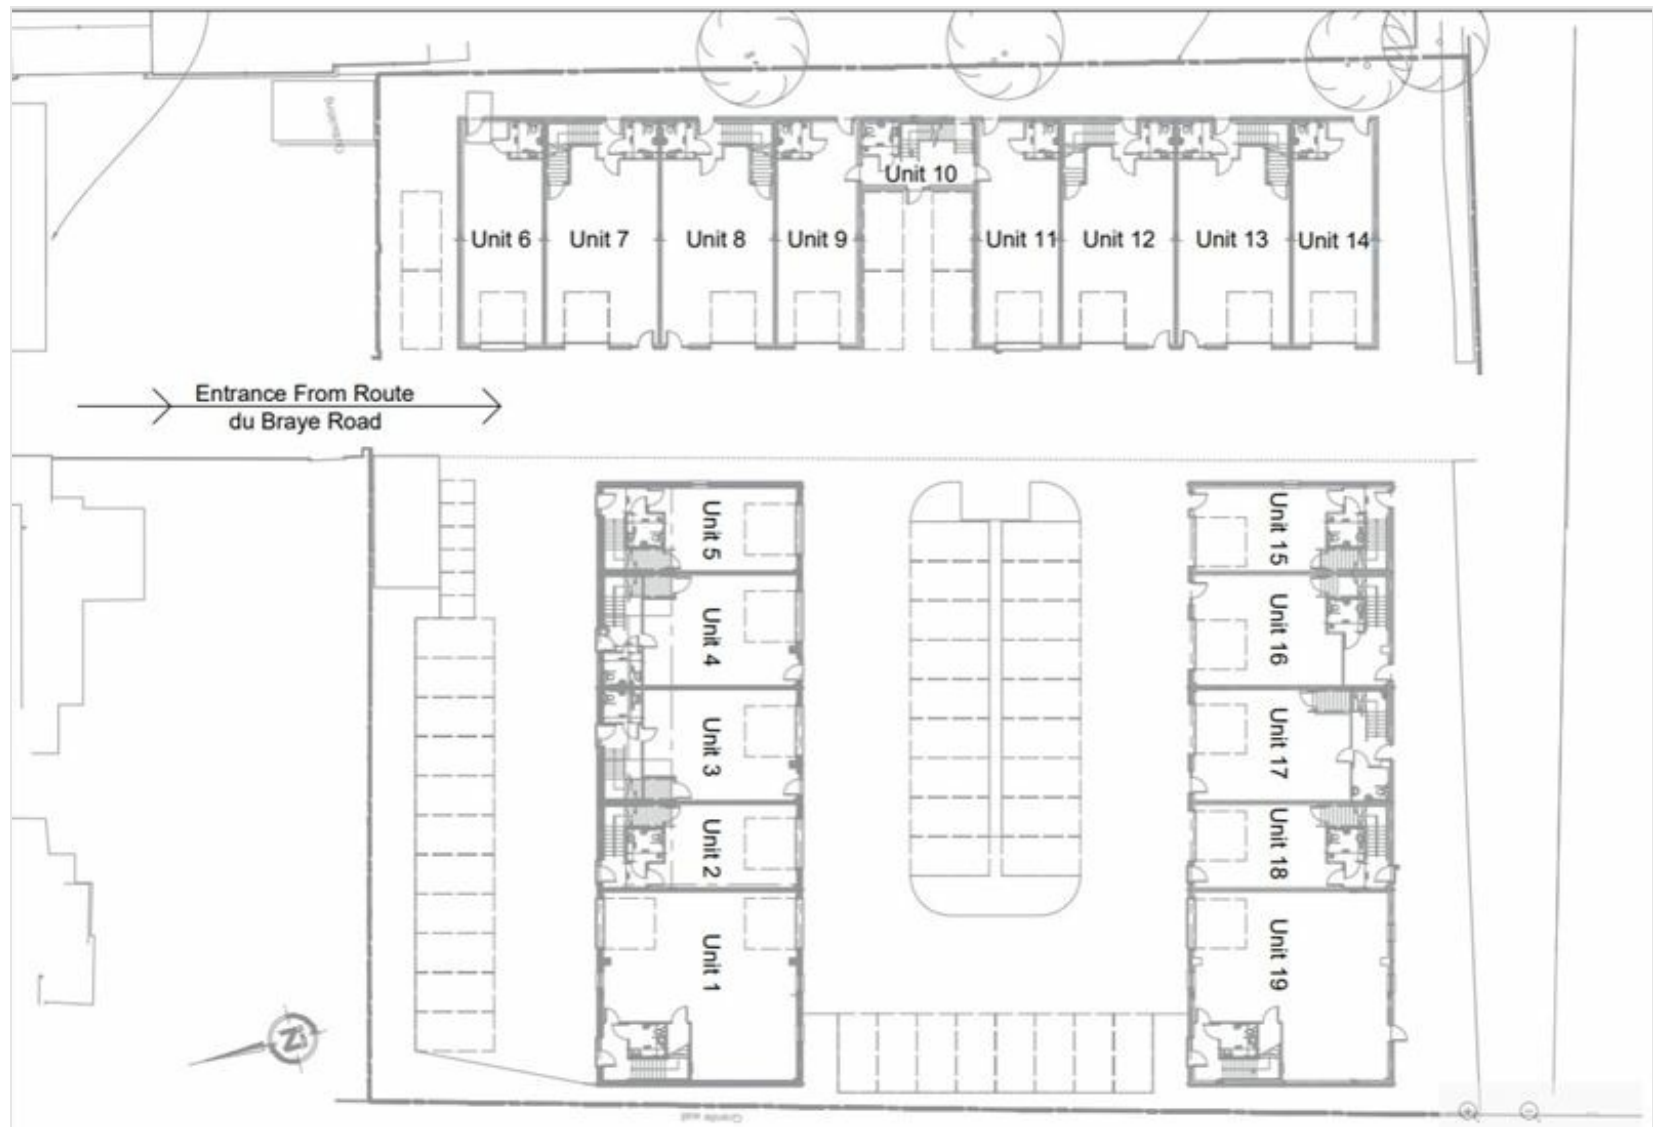 Unit 10
Unit 6
Unit 7
Unit 8
Unit 9
Unit 11
Unit 12
Unit 13
Unit 14
Entrance From Route
du Braye Road
Unit 5
Unit 15
Unit 4
Unit 16
Unit 3
Unit 17
Unit 2
Unit 18
Unit 1
Unit 19
N
Granite wall